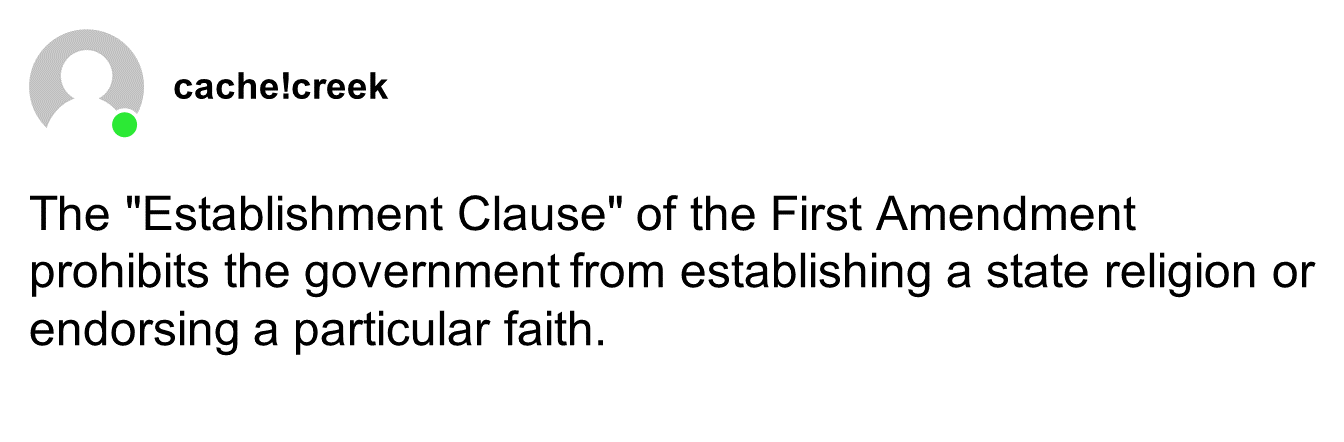 cache!creek
The "Establishment Clause" of the First Amendment
prohibits the government from establishing a state religion or
endorsing a particular faith.